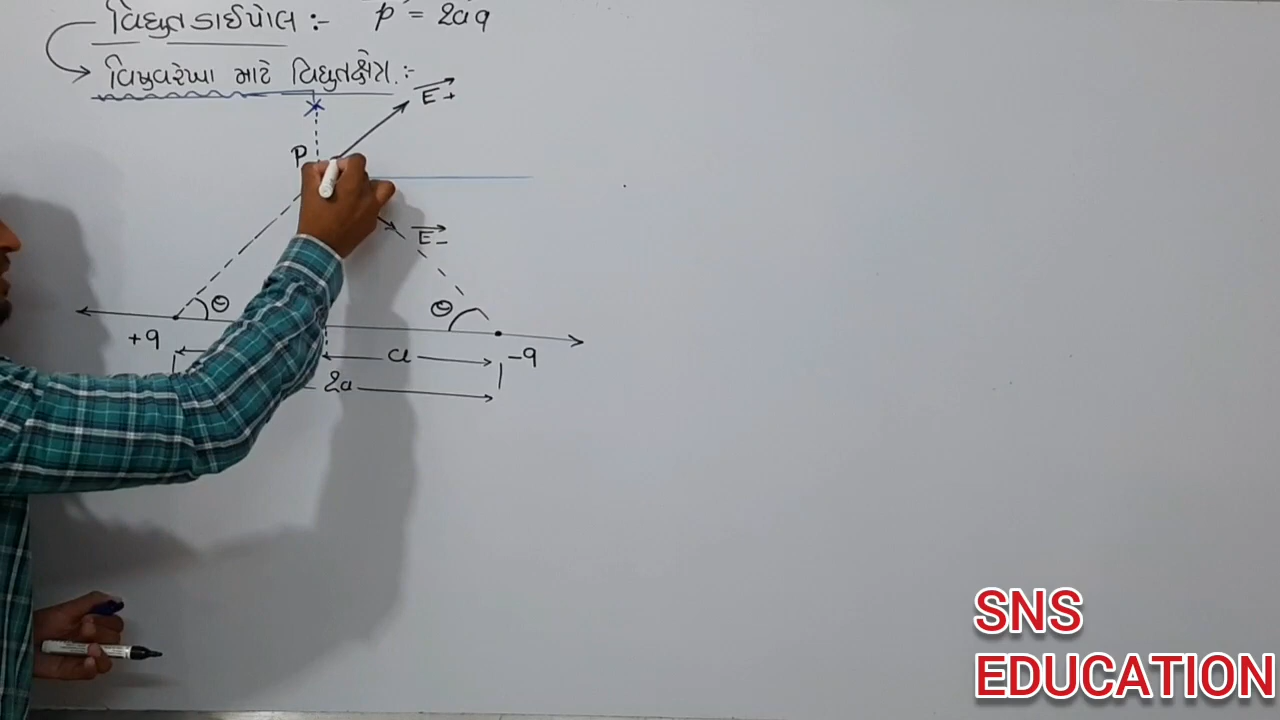 વિદ્યુત ડાઈપોલ :- p = 2aq
વિષુવરેખા માટે વિદ્યુતક્ષેત્ર :-
E+
P
E-
θ
θ
+q
a
-q
2a
SNS
EDUCATION